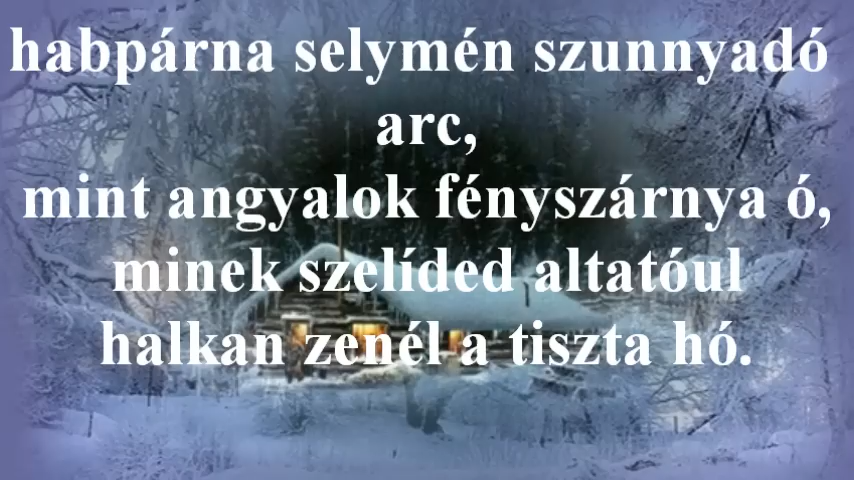 habpárna selymén szunnyadó
arc,
mint angyalok fényszárnya ó,
minek szelíded altatóul
halkan zenél a tiszta hó.